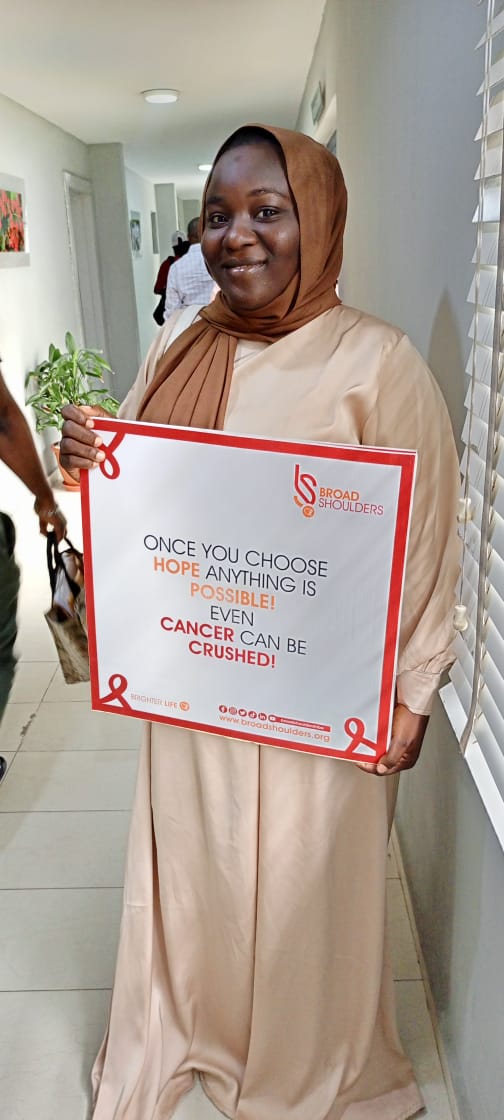 BROAD
SHOULDERS
ONCE YOU CHOOSE
HOPE ANYTHING IS
POSSIBLE!
EVEN
CANCER CAN BE
CRUSHED!
BRIGHTER LIFE
www.broadshoulders.org